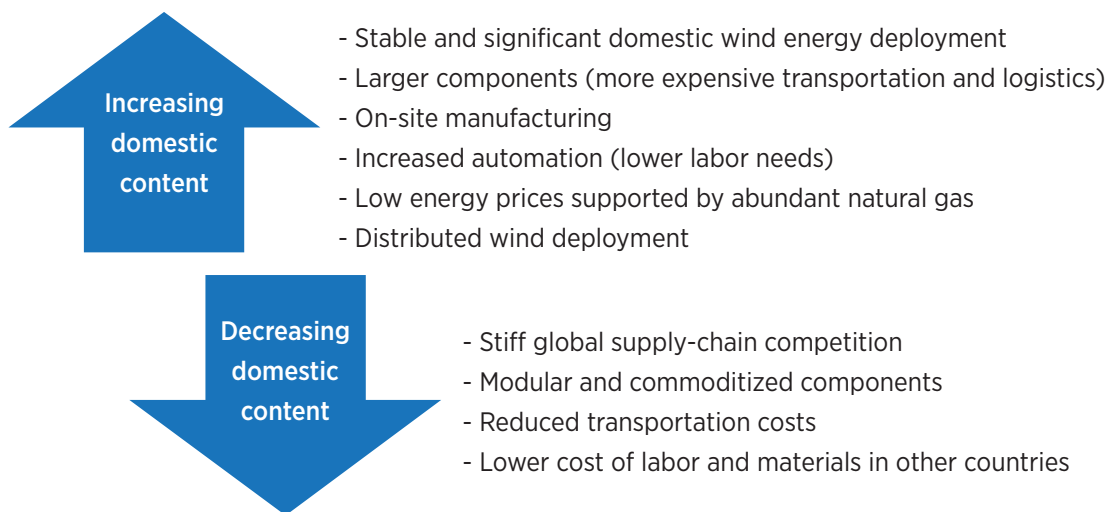 Increasing
domestic
content
- Stable and significant domestic wind energy deployment
- Larger components (more expensive transportation and logistics)
- On-site manufacturing
- Increased automation (lower labor needs)
- Low energy prices supported by abundant natural gas
- Distributed wind deployment
Decreasing
domestic
content
- Stiff global supply-chain competition
- Modular and commoditized components
- Reduced transportation costs
- Lower cost of labor and materials in other countries